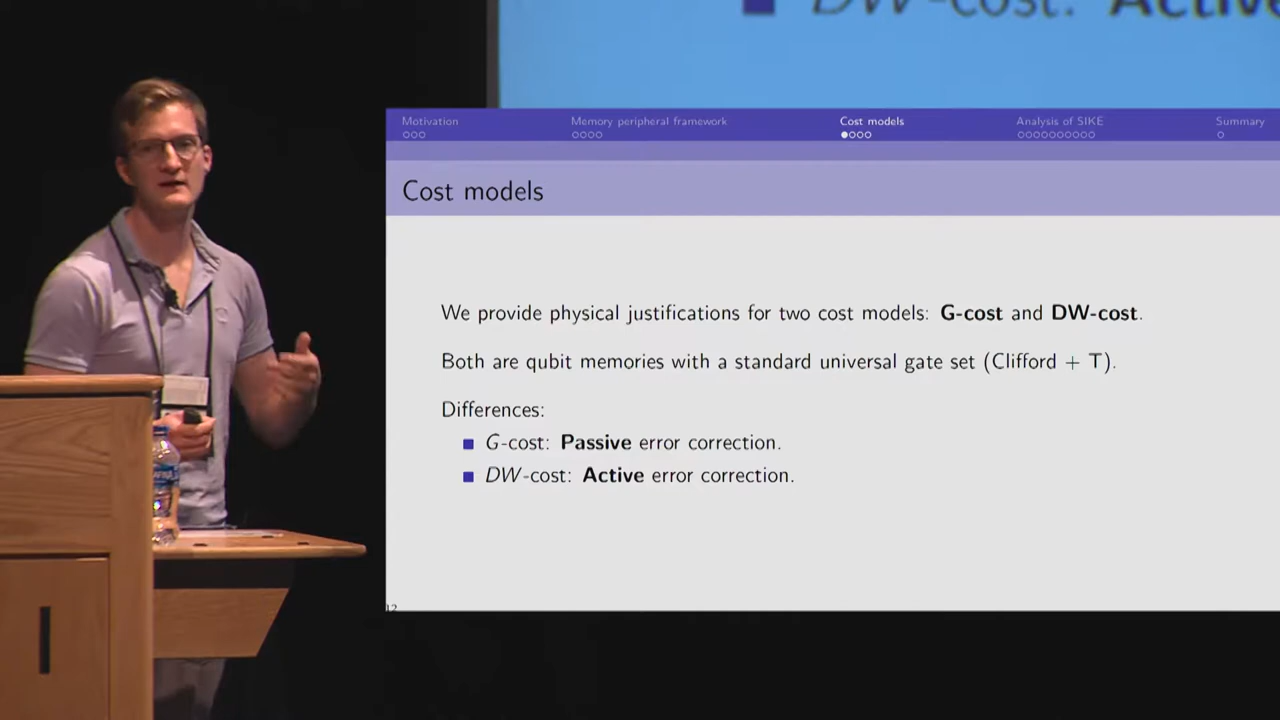 DW-cost: Active
Motivation
Memory peripheral framework
Cost models
Analysis of SIKE
Summary
Cost models
We provide physical justifications for two cost models: G-cost and DW-cost.
Both are qubit memories with a standard universal gate set (Clifford + T).
Differences:
G-cost: Passive error correction.
DW-cost: Active error correction.
12